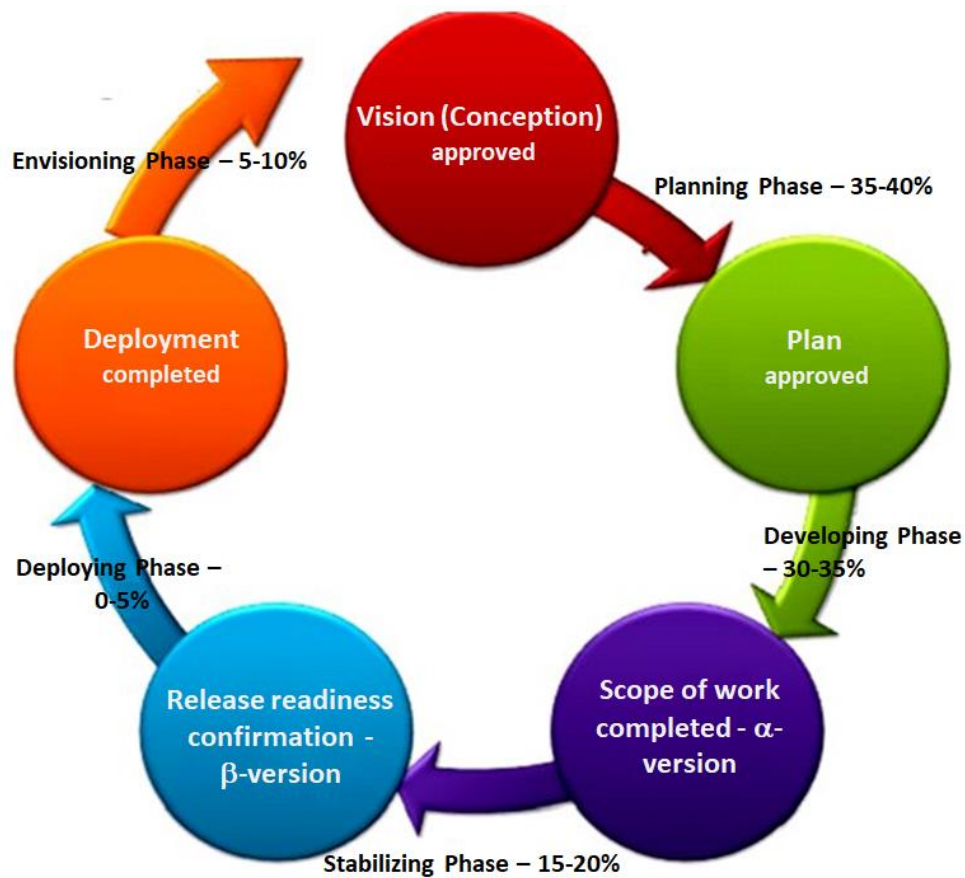 Vision (Conception)
approved
Envisioning Phase – 5-10%
Planning Phase – 35-40%
Deployment
completed
Plan
approved
Developing Phase
– 30-35%
Deploying Phase –
0-5%
Release readiness
confirmation -
β-version
Scope of work
completed - α-
version
Stabilizing Phase – 15-20%